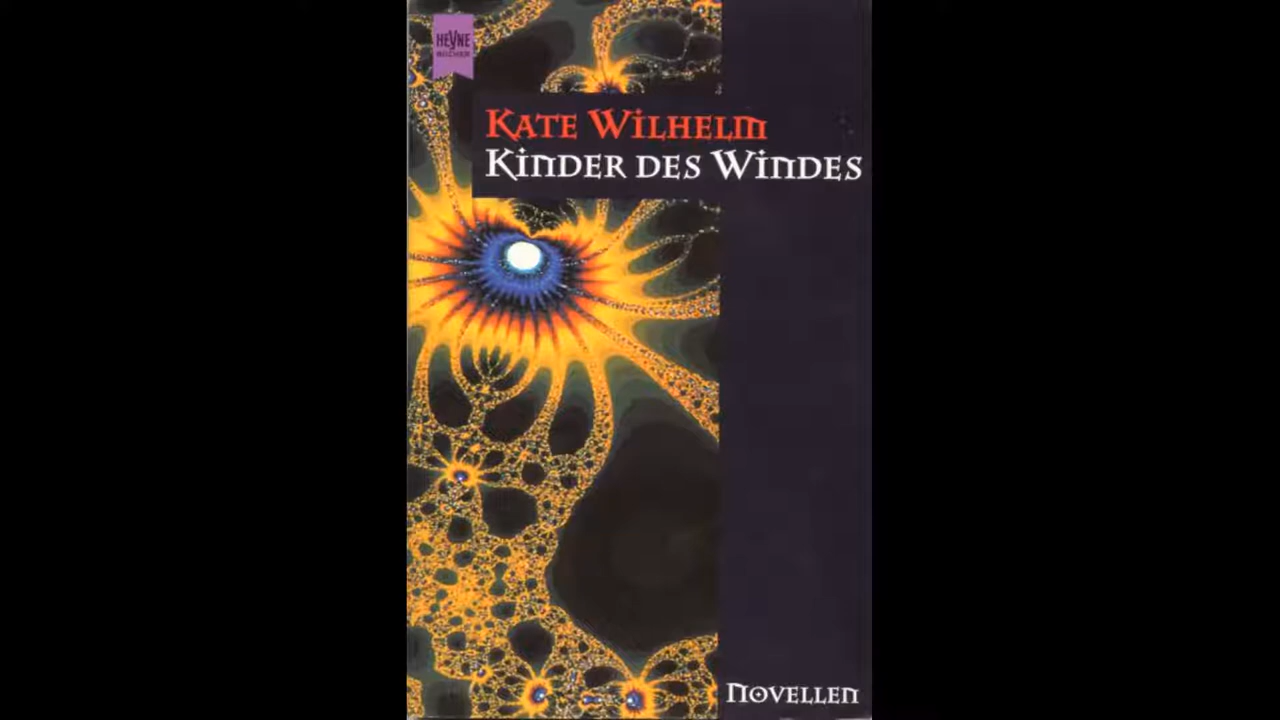 HEYNE
BÜCHER
KATE WILHELM
KINDER DES WINDES
NOVELLEN